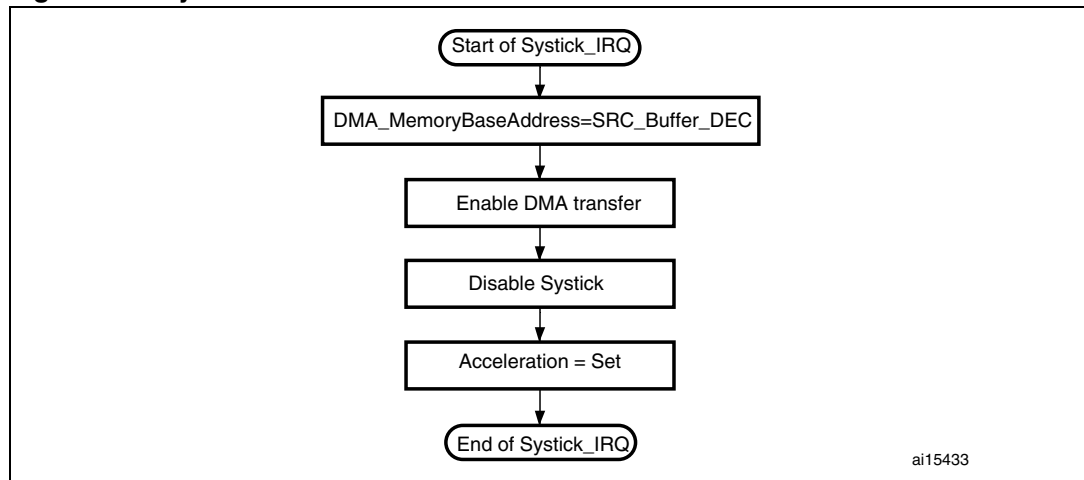 Start of Systick_IRQ
DMA_MemoryBaseAddress=SRC_Buffer_DEC
Enable DMA transfer
Disable Systick
Acceleration = Set
End of Systick_IRQ
ai15433